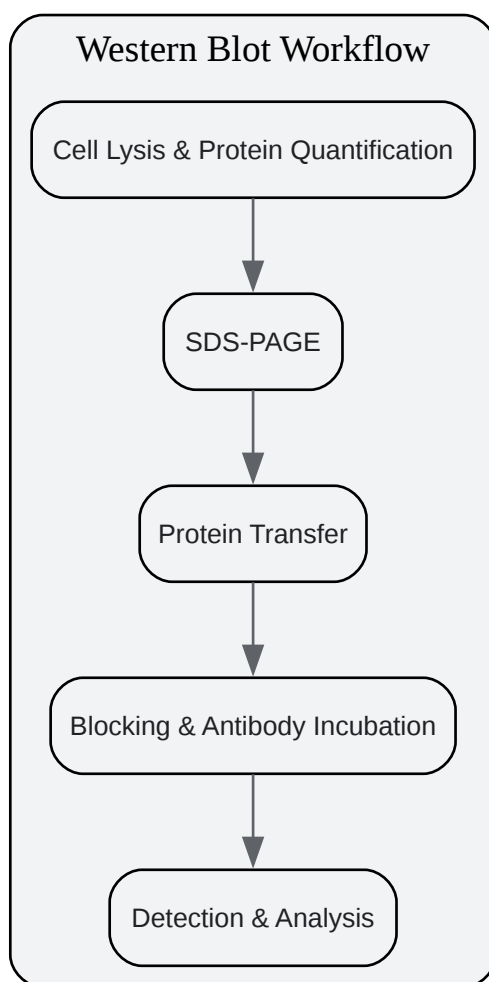 Western Blot Workflow
Cell Lysis & Protein Quantification
SDS-PAGE
Protein Transfer
Blocking & Antibody Incubation
Detection & Analysis